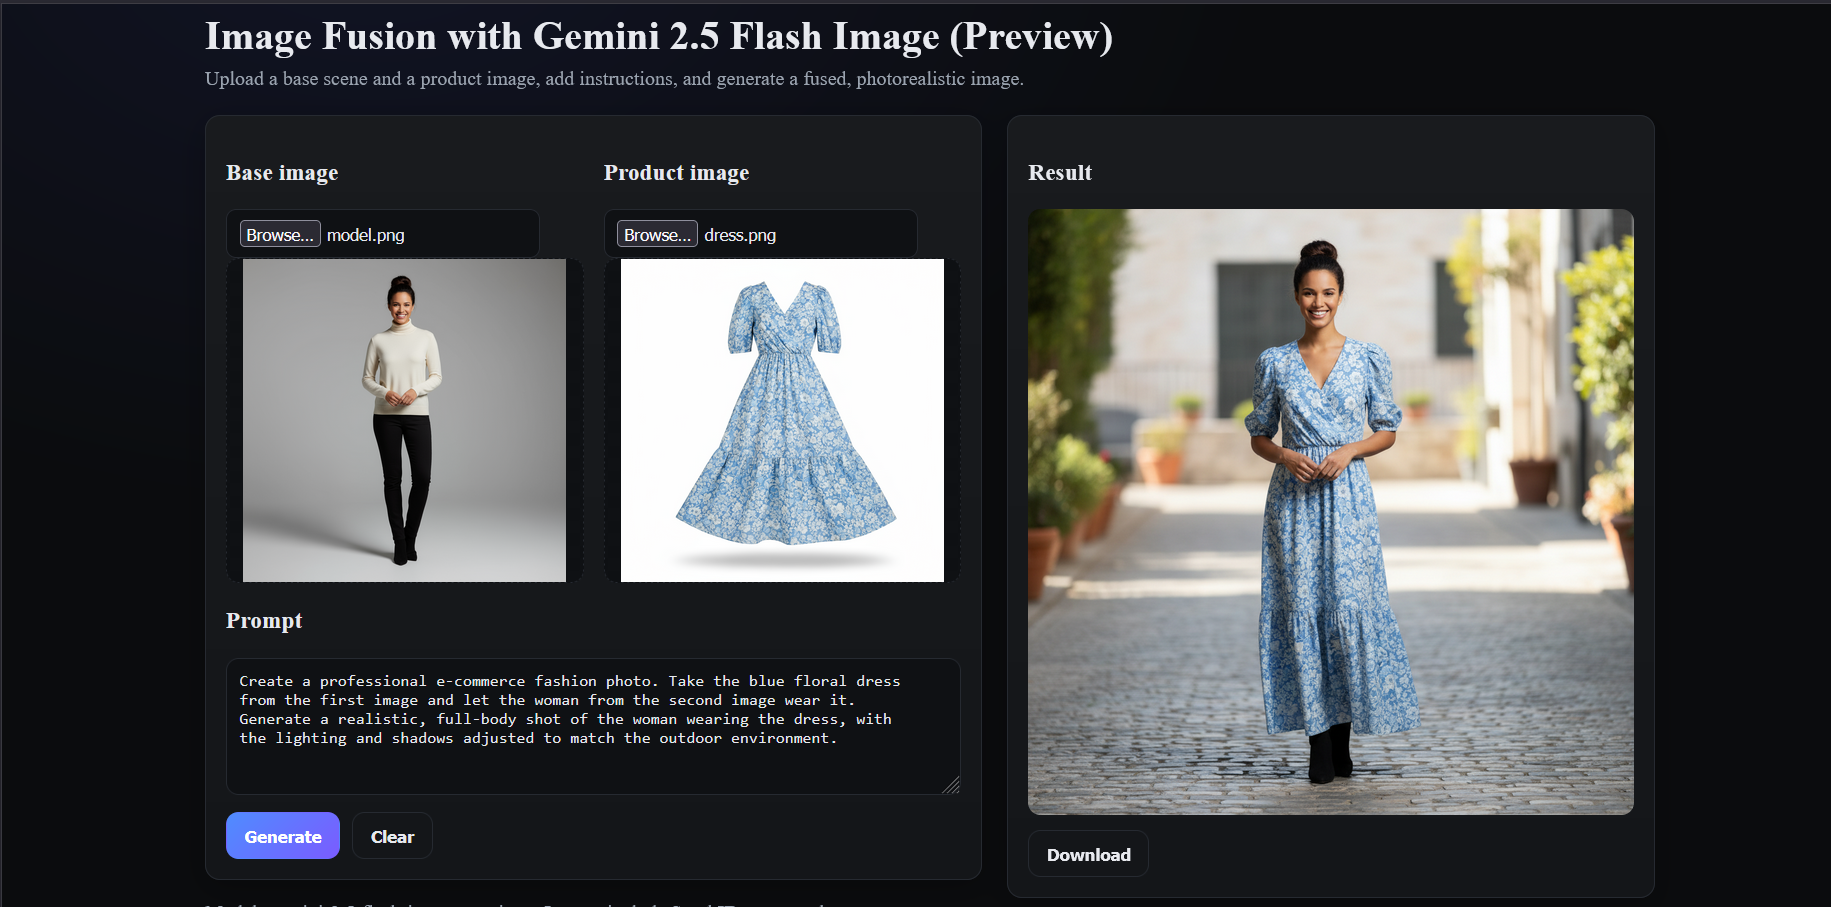 Image Fusion with Gemini 2.5 Flash Image (Preview)
Upload a base scene and a product image, add instructions, and generate a fused, photorealistic image.
Base image
Browse... model.png
Product image
Browse... dress.png
Prompt
Create a professional e-commerce fashion photo. Take the blue floral dress
from the first image and let the woman from the second image wear it.
Generate a realistic, full-body shot of the woman wearing the dress, with
the lighting and shadows adjusted to match the outdoor environment.
Generate
Clear
Result
Download